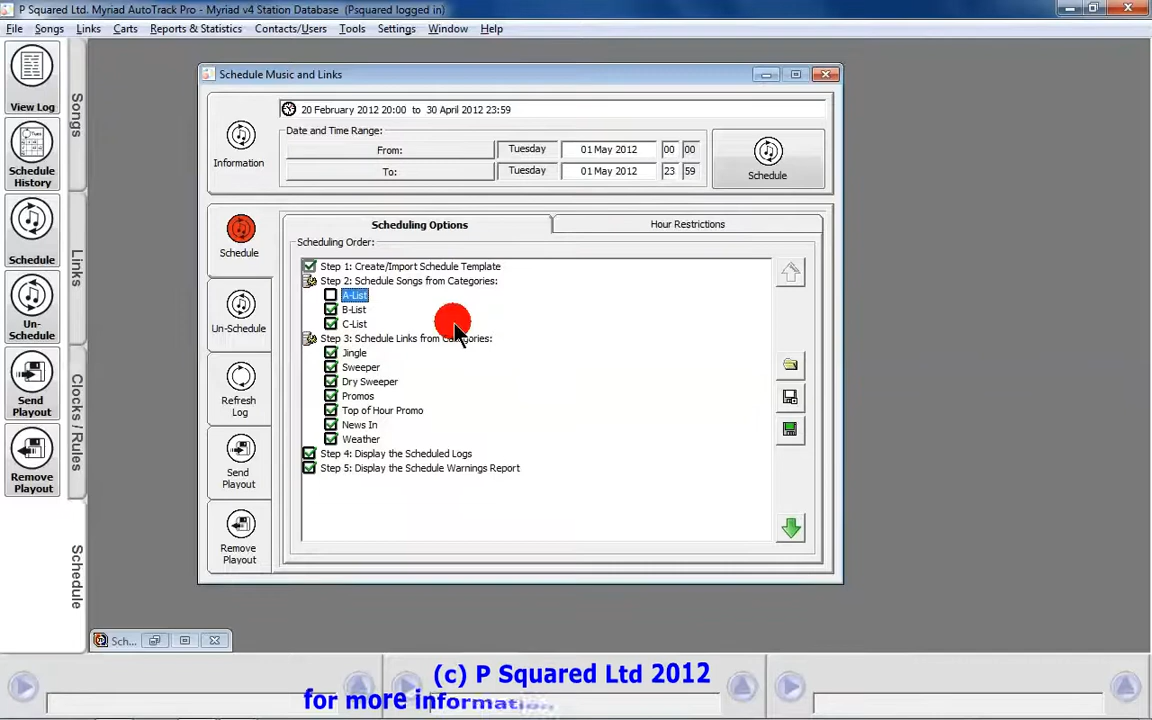 P Squared Ltd. Myriad AutoTrack Pro - Myriad v4 Station Database (Psquared logged in)
File Songs Links Carts Reports & Statistics Contacts/Users Tools Settings Window Help
View Log
Schedule History
Schedule
Un-Schedule
Send Playout
Remove Playout
Songs
Links
Clocks / Rules
Schedule
Schedule Music and Links
Information
20 February 2012 20:00 to 30 April 2012 23:59
Date and Time Range:
From: Tuesday 01 May 2012 00 00
To: Tuesday 01 May 2012 23 59
Schedule
Schedule
Un-Schedule
Refresh Log
Send Playout
Remove Playout
Scheduling Options
Hour Restrictions
Scheduling Order:
Step 1: Create/Import Schedule Template
Step 2: Schedule Songs from Categories:
A-List
B-List
C-List
Step 3: Schedule Links from Categories:
Jingle
Sweeper
Dry Sweeper
Promos
Top of Hour Promo
News In
Weather
Step 4: Display the Scheduled Logs
Step 5: Display the Schedule Warnings Report
Sch...
(c) P Squared Ltd 2012
for more information